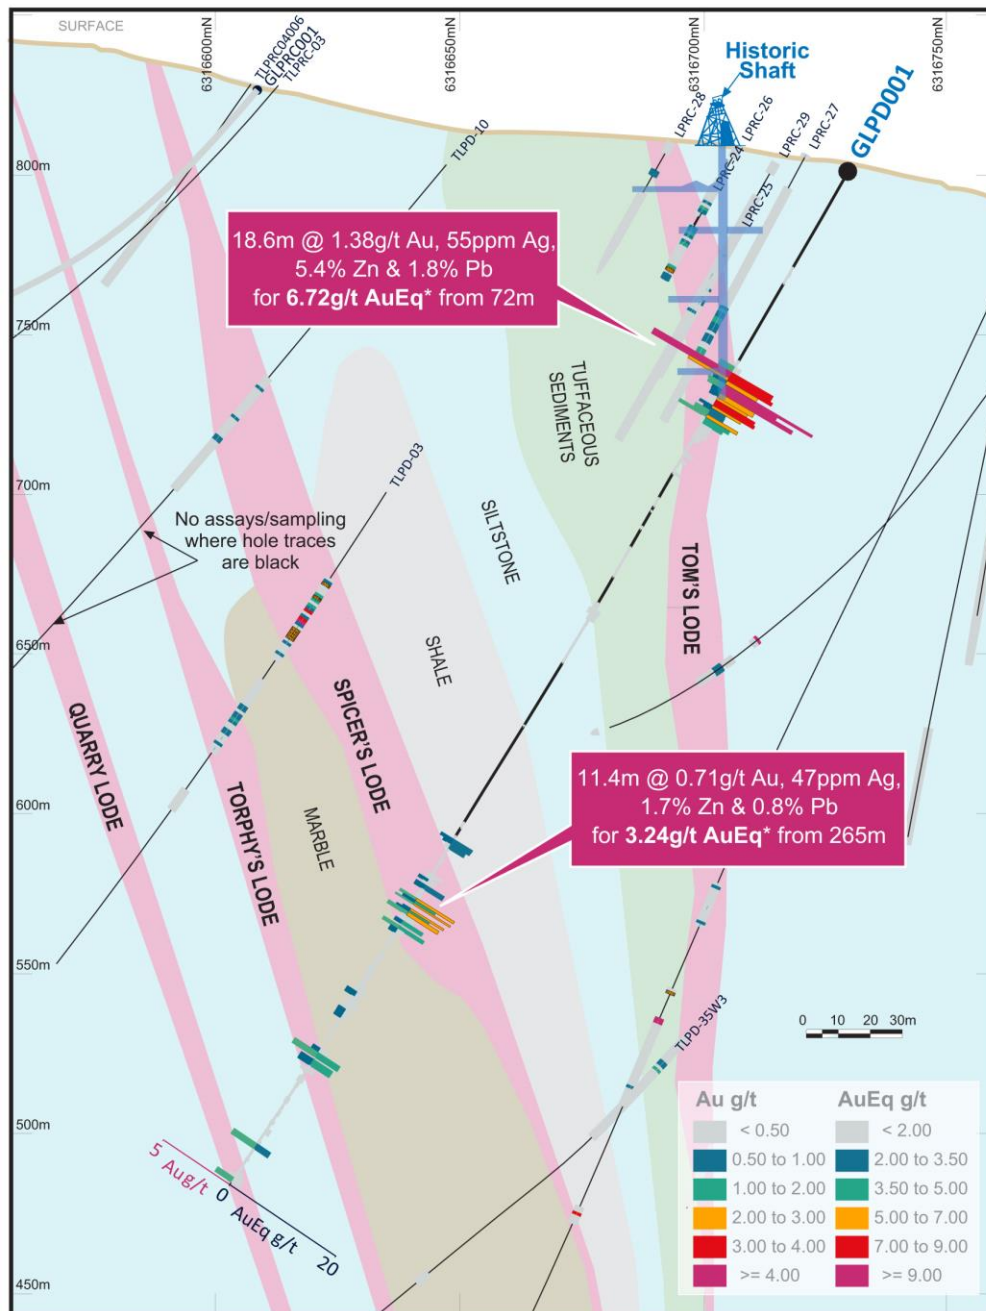 SURFACE
6316600mN
6316650mN
6316700mN
6316750mN
TLPRC04006
GLPRC001
TLPRC-03
TLPD-10
LPRC-28
Historic
Shaft
LPRC-26
LPRC-24
LPRC-25
LPRC-29
LPRC-27
GLPD001
800m
750m
700m
650m
600m
550m
500m
450m
18.6m @ 1.38g/t Au, 55ppm Ag,
5.4% Zn & 1.8% Pb
for 6.72g/t AuEq* from 72m
TUFFACEOUS
SEDIMENTS
TLPD-03
No assays/sampling
where hole traces
are black
SILTSTONE
SHALE
TOM'S LODE
SPICER'S LODE
QUARRY LODE
TORPHY'S LODE
MARBLE
11.4m @ 0.71g/t Au, 47ppm Ag,
1.7% Zn & 0.8% Pb
for 3.24g/t AuEq* from 265m
TLPD-35W3
0 10 20 30m
5 Aug/t 0 AuEq g/t 20
Au g/t AuEq g/t
< 0.50 < 2.00
0.50 to 1.00 2.00 to 3.50
1.00 to 2.00 3.50 to 5.00
2.00 to 3.00 5.00 to 7.00
3.00 to 4.00 7.00 to 9.00
>= 4.00 >= 9.00